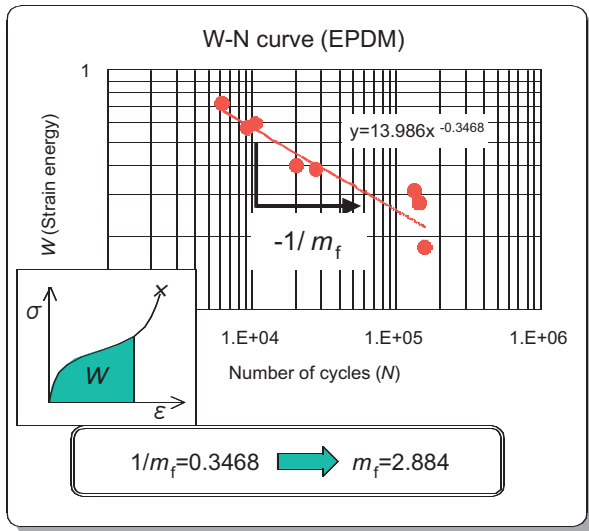 W-N curve (EPDM)
1
W (Strain energy)
y=13.986x -0.3468
-1/ mf
1.E+04 1.E+05 1.E+06
Number of cycles (N)
σ
W
ε
1/mf=0.3468 mf=2.884